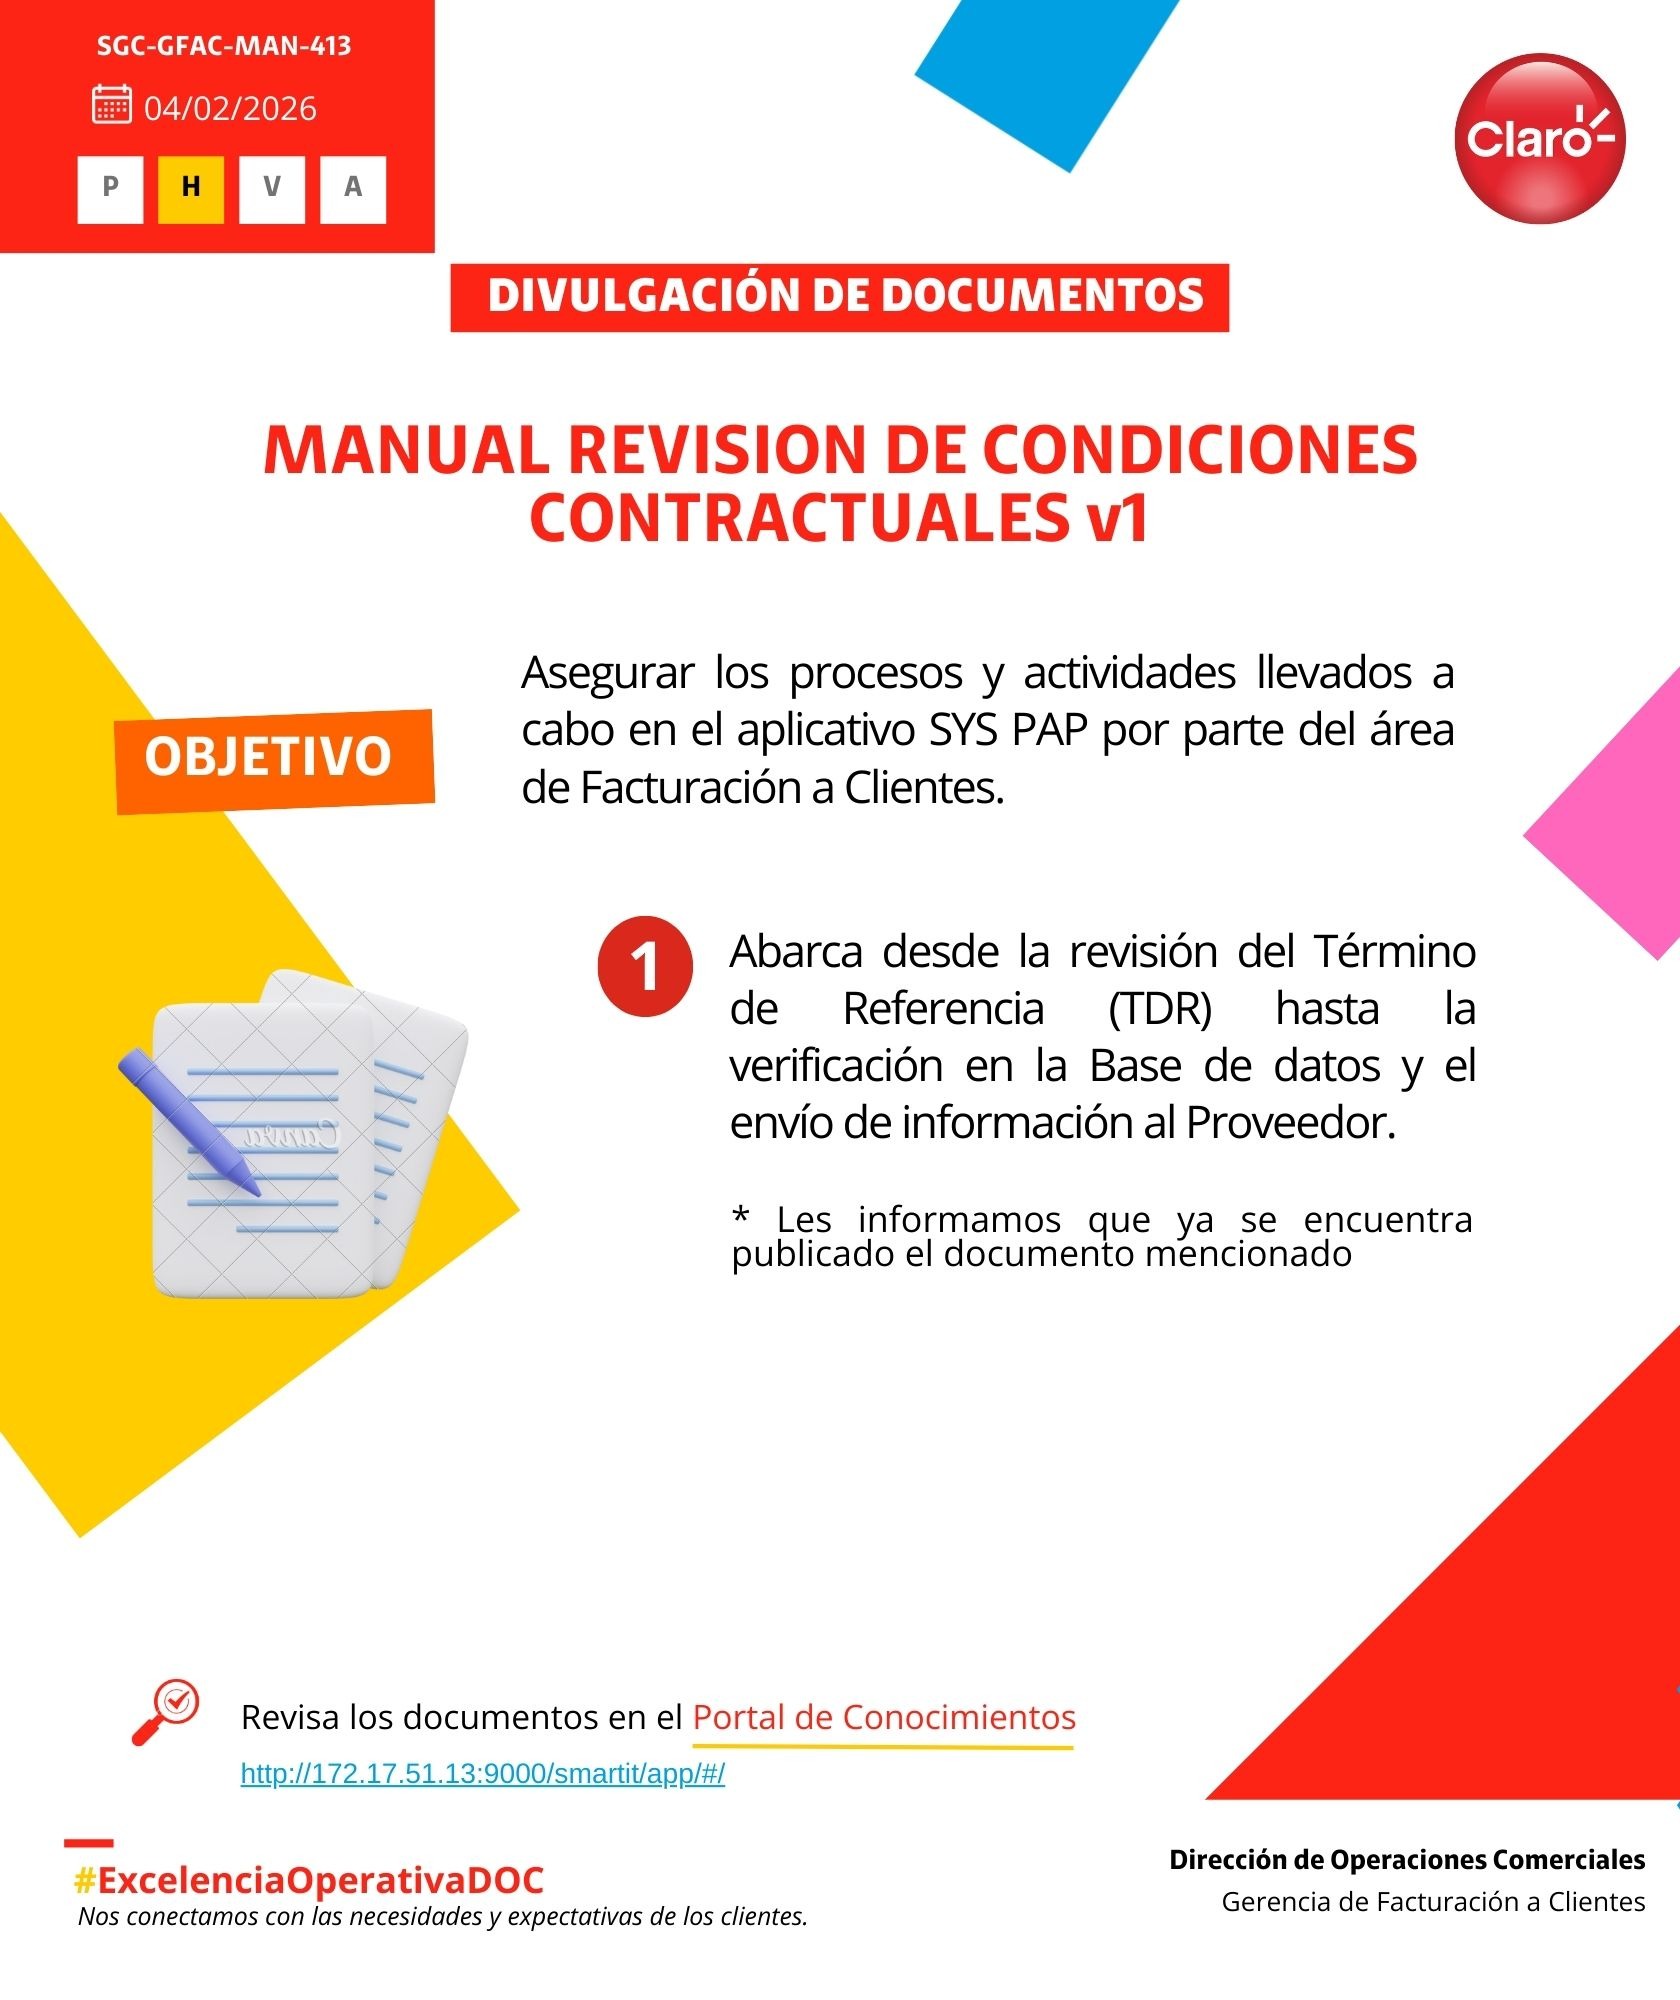 SGC-GFAC-MAN-413
04/02/2026
P H V A
Claro
DIVULGACIÓN DE DOCUMENTOS
MANUAL REVISION DE CONDICIONES
CONTRACTUALES v1
OBJETIVO
Asegurar los procesos y actividades llevados a
cabo en el aplicativo SYS PAP por parte del área
de Facturación a Clientes.
1
Abarca desde la revisión del Término
de Referencia (TDR) hasta la
verificación en la Base de datos y el
envío de información al Proveedor.
* Les informamos que ya se encuentra
publicado el documento mencionado
Canva
Revisa los documentos en el Portal de Conocimientos
http://172.17.51.13:9000/smartit/app/#/
#ExcelenciaOperativaDOC
Nos conectamos con las necesidades y expectativas de los clientes.
Dirección de Operaciones Comerciales
Gerencia de Facturación a Clientes